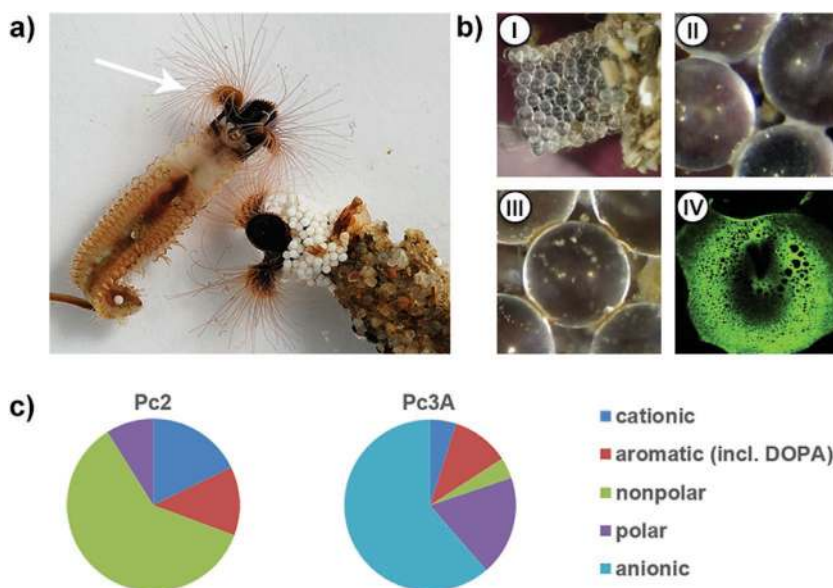 a)
b)
I
II
III
IV
c)
Pc2
Pc3A
cationic
aromatic (incl. DOPA)
nonpolar
polar
anionic